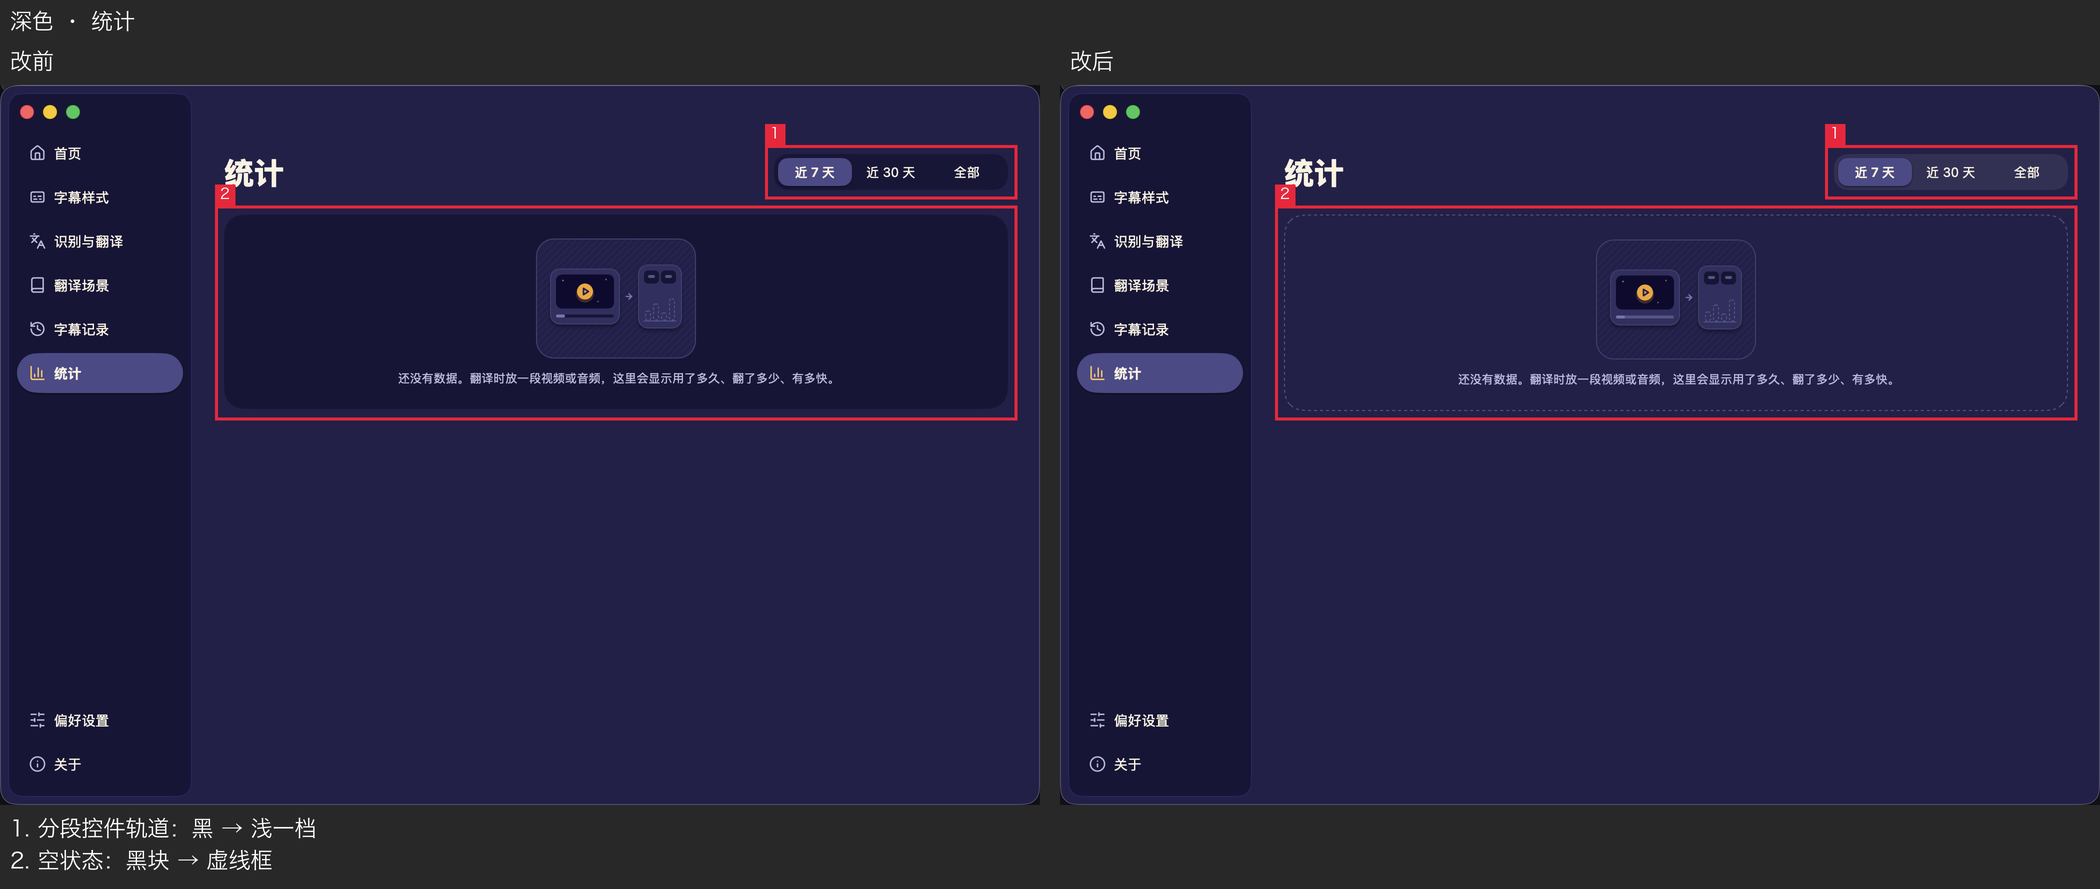 深色 · 统计
改前
改后
首页
字幕样式
识别与翻译
翻译场景
字幕记录
统计
偏好设置
关于
统计
1
近 7 天
近 30 天
全部
2
还没有数据。翻译时放一段视频或音频，这里会显示用了多久、翻了多少、有多快。
首页
字幕样式
识别与翻译
翻译场景
字幕记录
统计
偏好设置
关于
统计
1
近 7 天
近 30 天
全部
2
还没有数据。翻译时放一段视频或音频，这里会显示用了多久、翻了多少、有多快。
1. 分段控件轨道：黑 → 浅一档
2. 空状态：黑块 → 虚线框